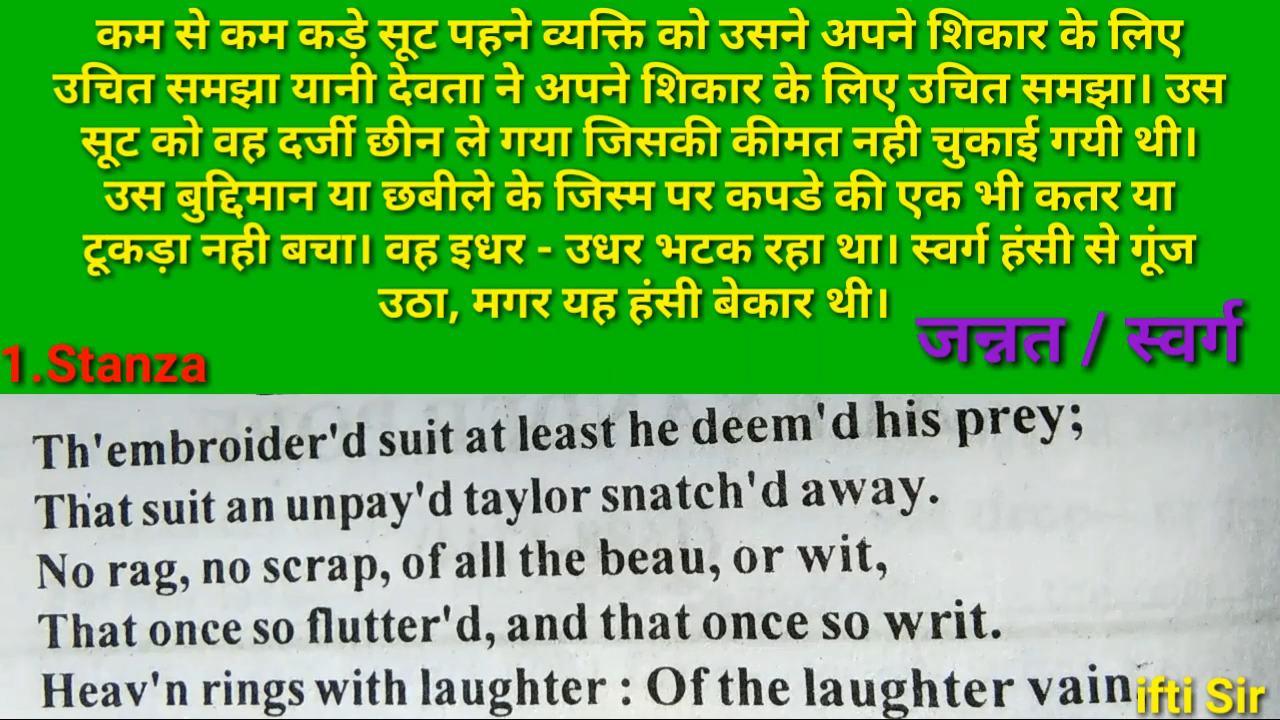 कम से कम कड़े सूट पहने व्यक्ति को उसने अपने शिकार के लिए
उचित समझा यानी देवता ने अपने शिकार के लिए उचित समझा। उस
सूट को वह दर्जी छीन ले गया जिसकी कीमत नही चुकाई गयी थी।
उस बुद्दिमान या छबीले के जिस्म पर कपडे की एक भी कतर या
टूकड़ा नही बचा। वह इधर - उधर भटक रहा था। स्वर्ग हंसी से गूंज
उठा, मगर यह हंसी बेकार थी।
जन्नत / स्वर्ग
1.Stanza
Th'embroider'd suit at least he deem'd his prey;
That suit an unpay'd taylor snatch'd away.
No rag, no scrap, of all the beau, or wit,
That once so flutter'd, and that once so writ.
Heav'n rings with laughter : Of the laughter vain,
ifti Sir